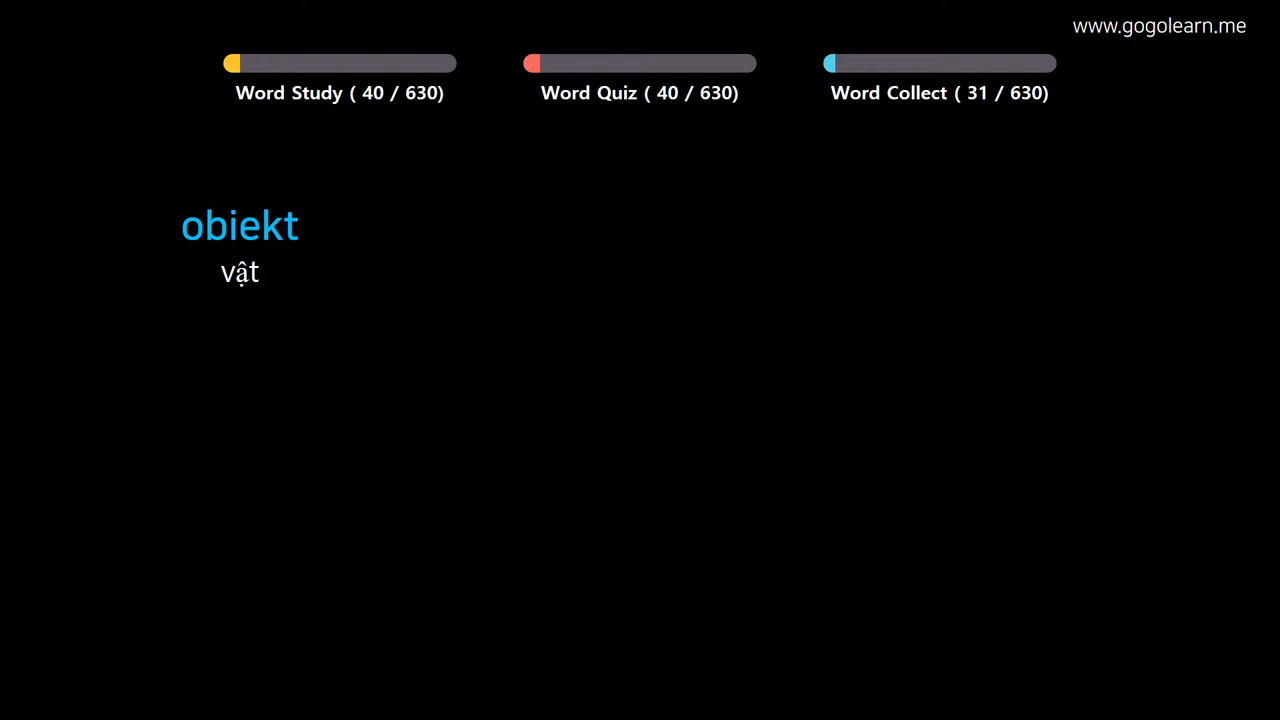 www.gogolearn.me
Word Study ( 40 / 630)
Word Quiz ( 40 / 630)
Word Collect ( 31 / 630)
obiekt
vật